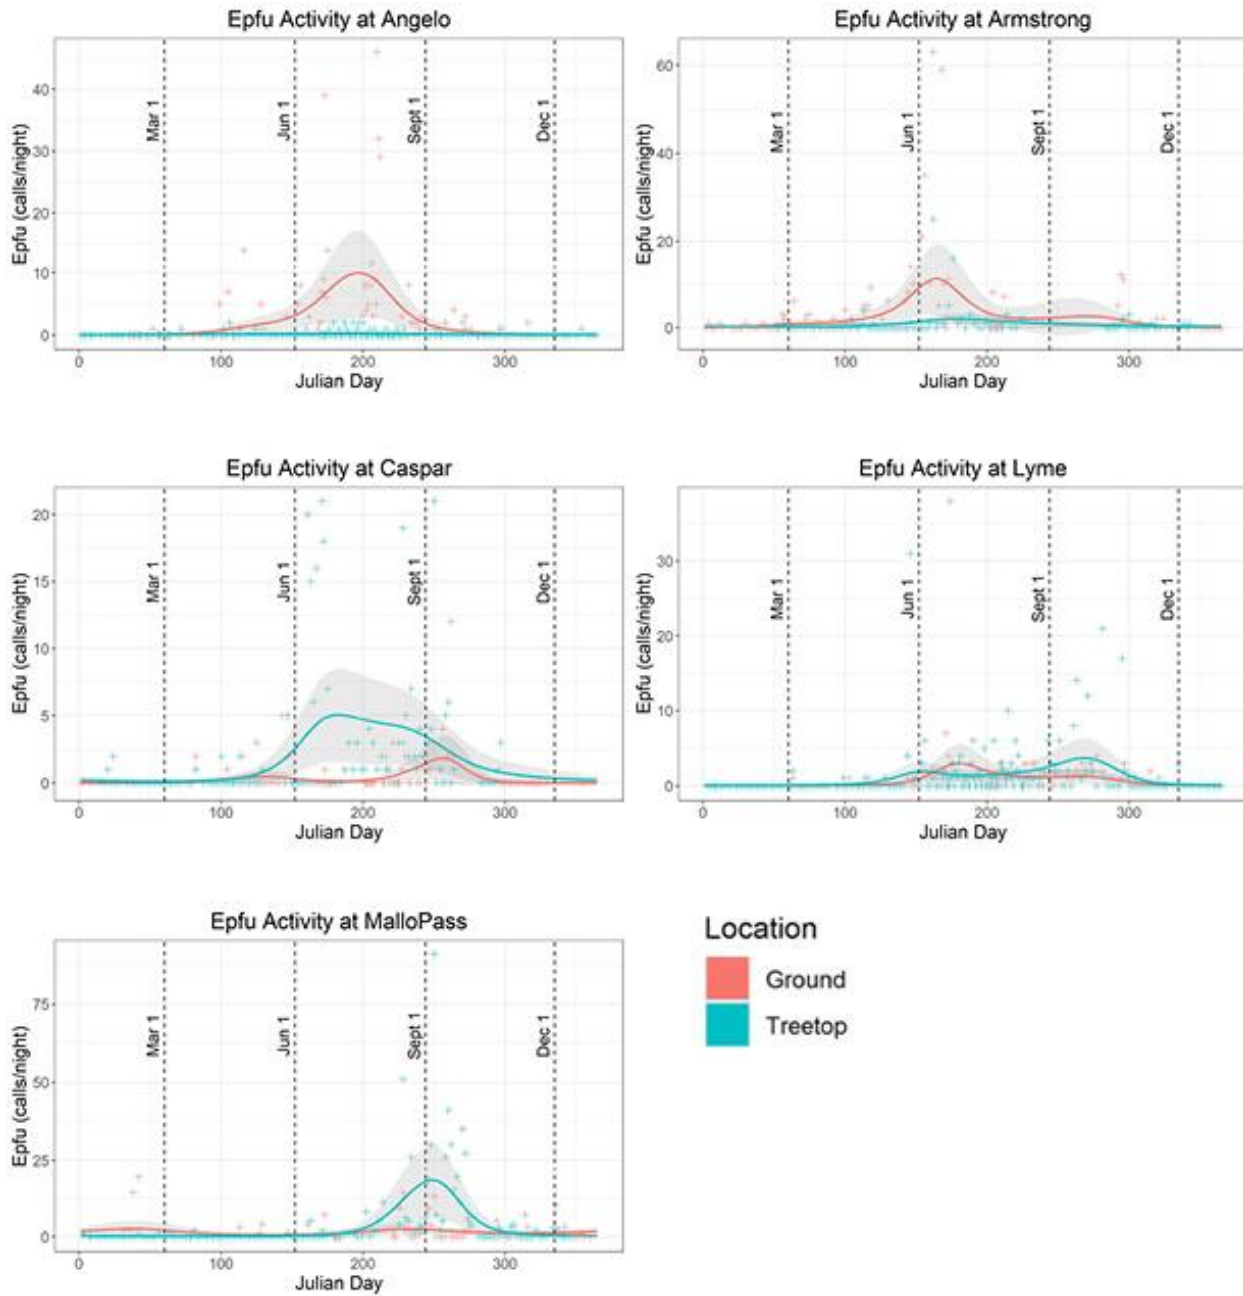 Epfu Activity at Angelo
Epfu (calls/night)
40
30
20
10
0
Mar 1
Jun 1
Sept 1
Dec 1
0 100 200 300
Julian Day
Epfu Activity at Armstrong
Epfu (calls/night)
60
40
20
0
Mar 1
Jun 1
Sept 1
Dec 1
0 100 200 300
Julian Day
Epfu Activity at Caspar
Epfu (calls/night)
20
15
10
5
0
Mar 1
Jun 1
Sept 1
Dec 1
0 100 200 300
Julian Day
Epfu Activity at Lyme
Epfu (calls/night)
30
20
10
0
Mar 1
Jun 1
Sept 1
Dec 1
0 100 200 300
Julian Day
Epfu Activity at MalloPass
Epfu (calls/night)
75
50
25
0
Mar 1
Jun 1
Sept 1
Dec 1
0 100 200 300
Julian Day
Location
Ground
Treetop